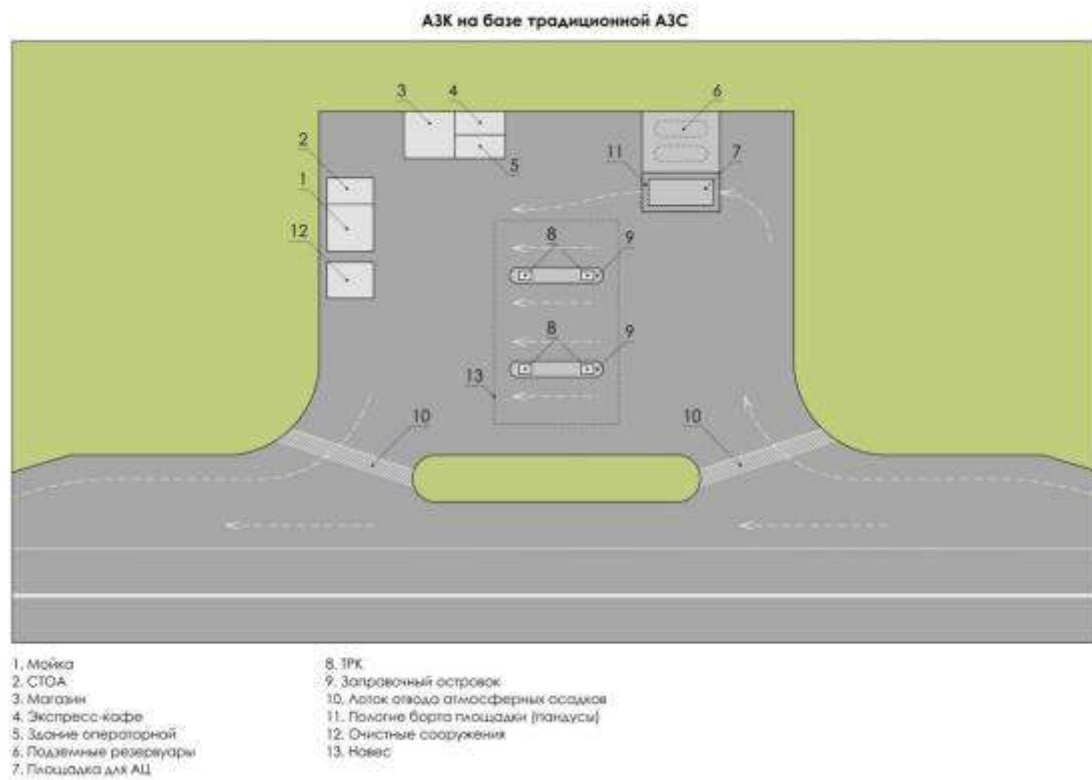 АЗК на базе традиционной АЗС
3
4
6
2
11
7
5
1
12
8
9
8
9
13
10
10
1. Мойка
2. СТОА
3. Магазин
4. Экспресс-кафе
5. Здание операторной
6. Подземные резервуары
7. Площадка для АЦ
8. ТРК
9. Заправочный островок
10. Лоток отвода атмосферных осадков
11. Пологие борта площадки (пандусы)
12. Очистные сооружения
13. Навес